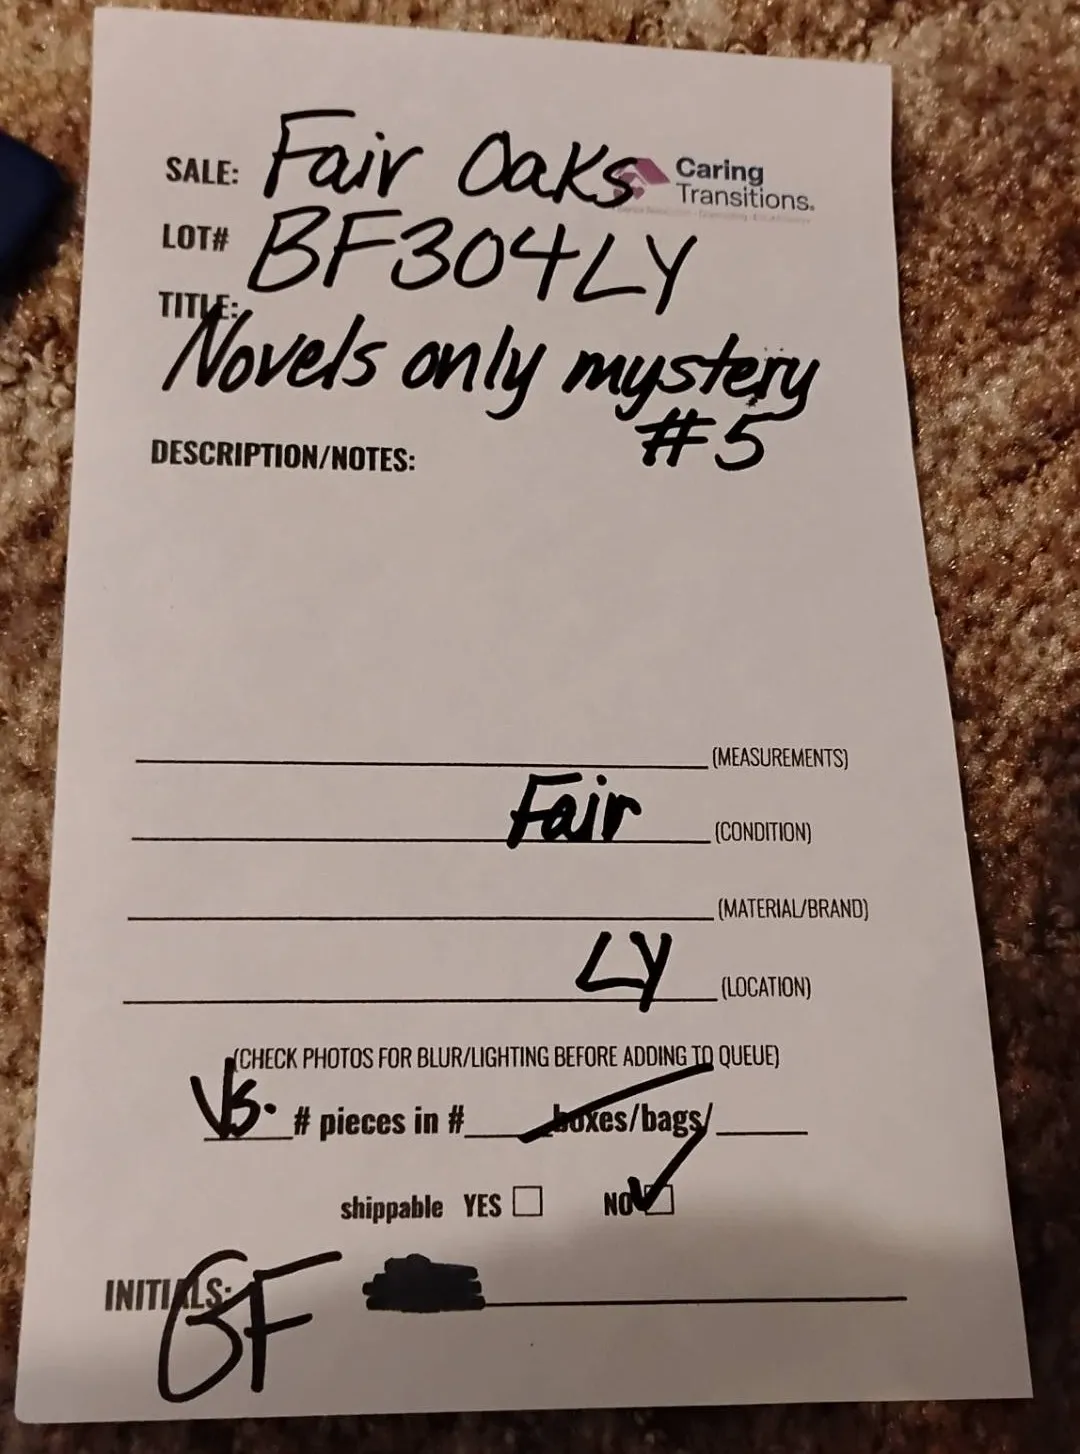 SALE: Fair Oaks Caring Transitions®
LOT# BF304LY
TITLE:
Novels only mystery
#5
DESCRIPTION/NOTES:
(MEASUREMENTS)
Fair (CONDITION)
(MATERIAL/BRAND)
LY (LOCATION)
(CHECK PHOTOS FOR BLUR/LIGHTING BEFORE ADDING TO QUEUE)
Vs. # pieces in # boxes/bags/
shippable YES NO
INITIALS: GF